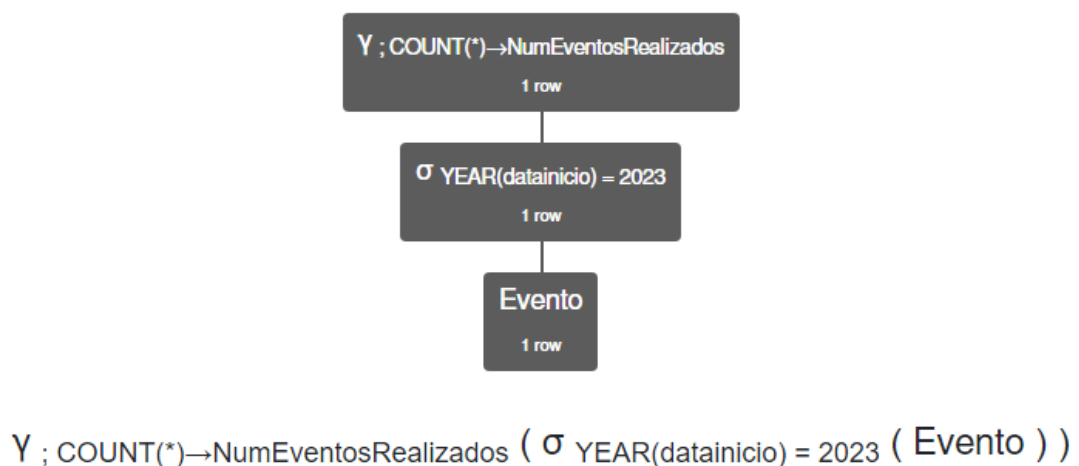 γ ; COUNT(*)→NumEventosRealizados
1 row
σ YEAR(datainicio) = 2023
1 row
Evento
1 row
γ ; COUNT(*)→NumEventosRealizados ( σ YEAR(datainicio) = 2023 ( Evento ) )